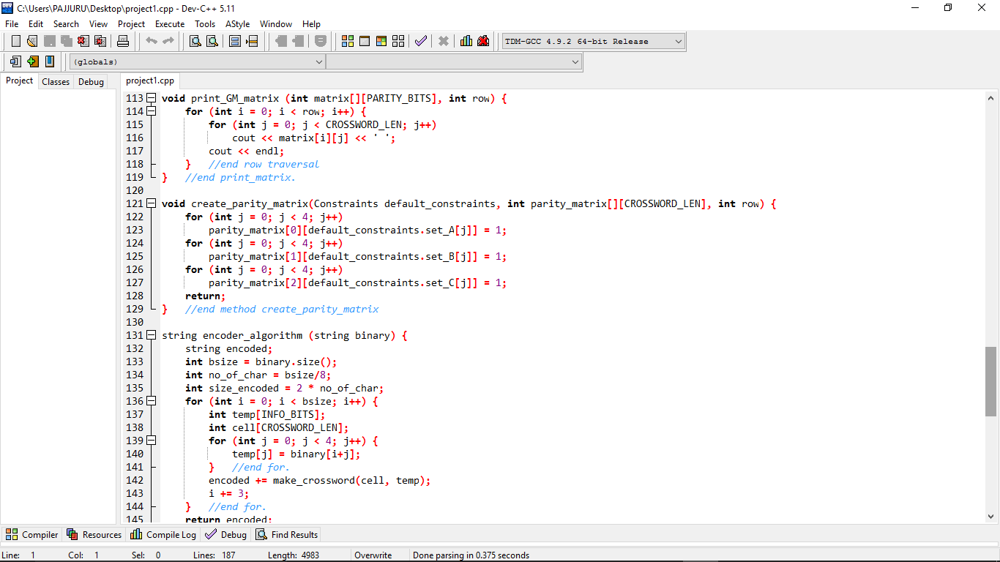 C:\Users\PAJJURU\Desktop\project1.cpp - Dev-C++ 5.11
File Edit Search View Project Execute Tools AStyle Window Help
TDM-GCC 4.9.2 64-bit Release
(globals)
Project Classes Debug project1.cpp
113 void print_GM_matrix (int matrix[][PARITY_BITS], int row) {
114 for (int i = 0; i < row; i++) {
115 for (int j = 0; j < CROSSWORD_LEN; j++)
116 cout << matrix[i][j] << ' ';
117 cout << endl;
118 } //end row traversal
119 } //end print_matrix.
120
121 void create_parity_matrix(Constraints default_constraints, int parity_matrix[][CROSSWORD_LEN], int row) {
122 for (int j = 0; j < 4; j++)
123 parity_matrix[0][default_constraints.set_A[j]] = 1;
124 for (int j = 0; j < 4; j++)
125 parity_matrix[1][default_constraints.set_B[j]] = 1;
126 for (int j = 0; j < 4; j++)
127 parity_matrix[2][default_constraints.set_C[j]] = 1;
128 return;
129 } //end method create_parity_matrix
130
131 string encoder_algorithm (string binary) {
132 string encoded;
133 int bsize = binary.size();
134 int no_of_char = bsize/8;
135 int size_encoded = 2 * no_of_char;
136 for (int i = 0; i < bsize; i++) {
137 int temp[INFO_BITS];
138 int cell[CROSSWORD_LEN];
139 for (int j = 0; j < 4; j++) {
140 temp[j] = binary[i+j];
141 } //end for.
142 encoded += make_crossword(cell, temp);
143 i += 3;
144 } //end for.
145 return encoded;
Compiler Resources Compile Log Debug Find Results
Line: 1 Col: 1 Sel: 0 Lines: 187 Length: 4983 Overwrite Done parsing in 0.375 seconds